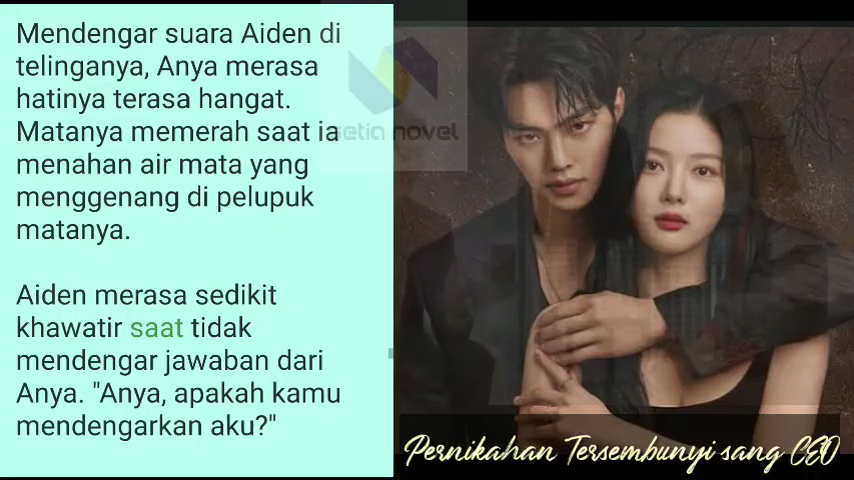 Mendengar suara Aiden di
telinganya, Anya merasa
hatinya terasa hangat.
Matanya memerah saat ia
menahan air mata yang
menggenang di pelupuk
matanya.
Aiden merasa sedikit
khawatir saat tidak
mendengar jawaban dari
Anya. "Anya, apakah kamu
mendengarkan aku?"
setia novel
Pernikahan Tersembunyi sang CEO